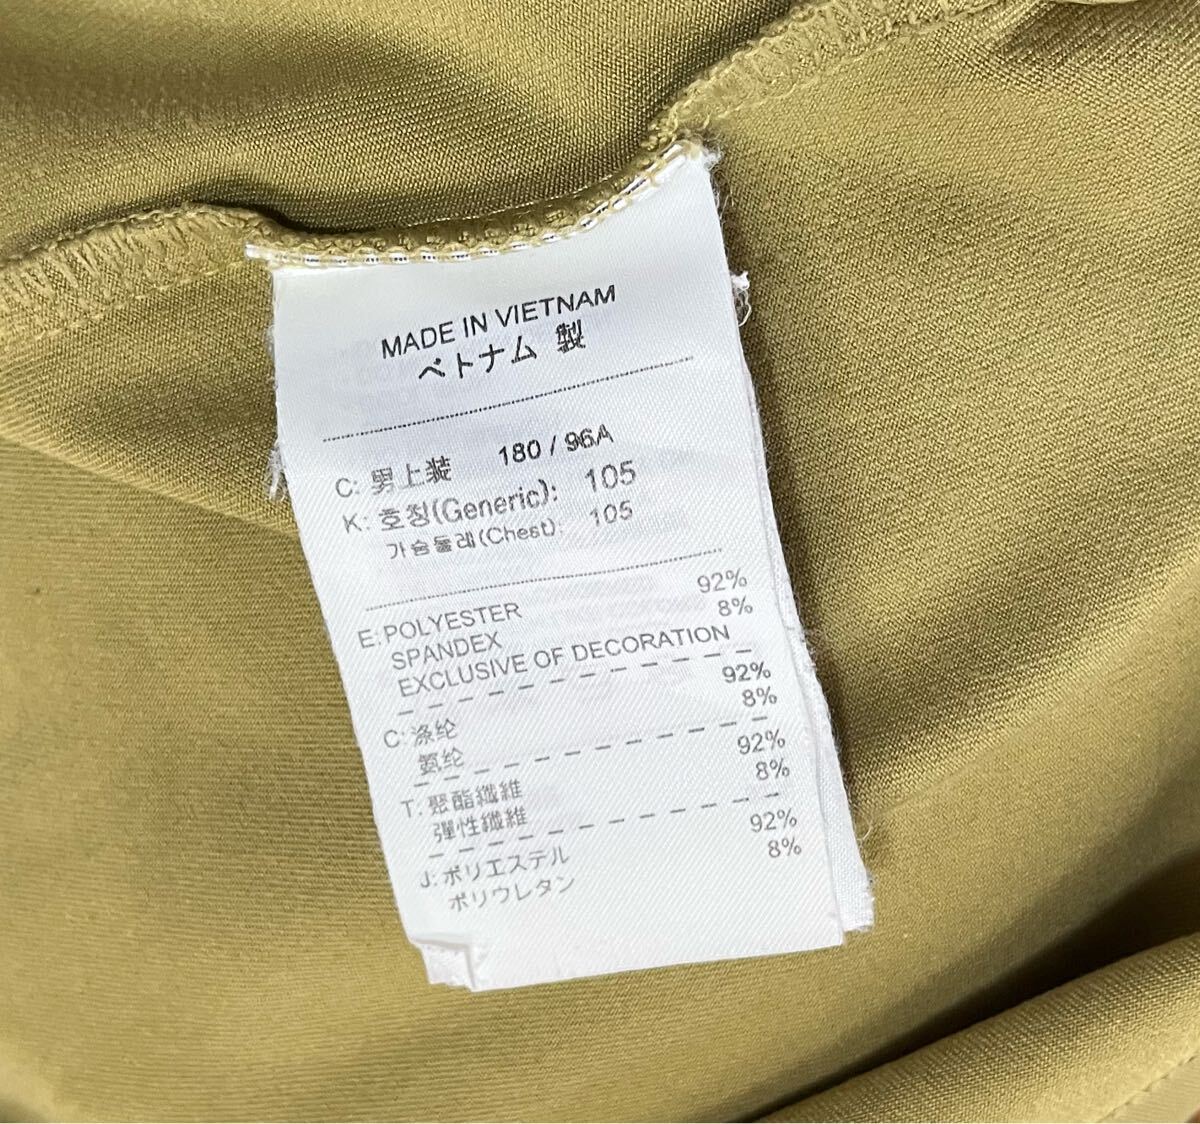 MADE IN VIETNAM
ベトナム 製
C: 男上装 180 / 96A
K: 호칭(Generic): 105
가슴둘레(Chest): 105
E: POLYESTER 92%
SPANDEX 8%
EXCLUSIVE OF DECORATION
C: 涤纶 92%
氨纶 8%
T: 聚酯纖維 92%
彈性纖維 8%
J: ポリエステル 92%
ポリウレタン 8%